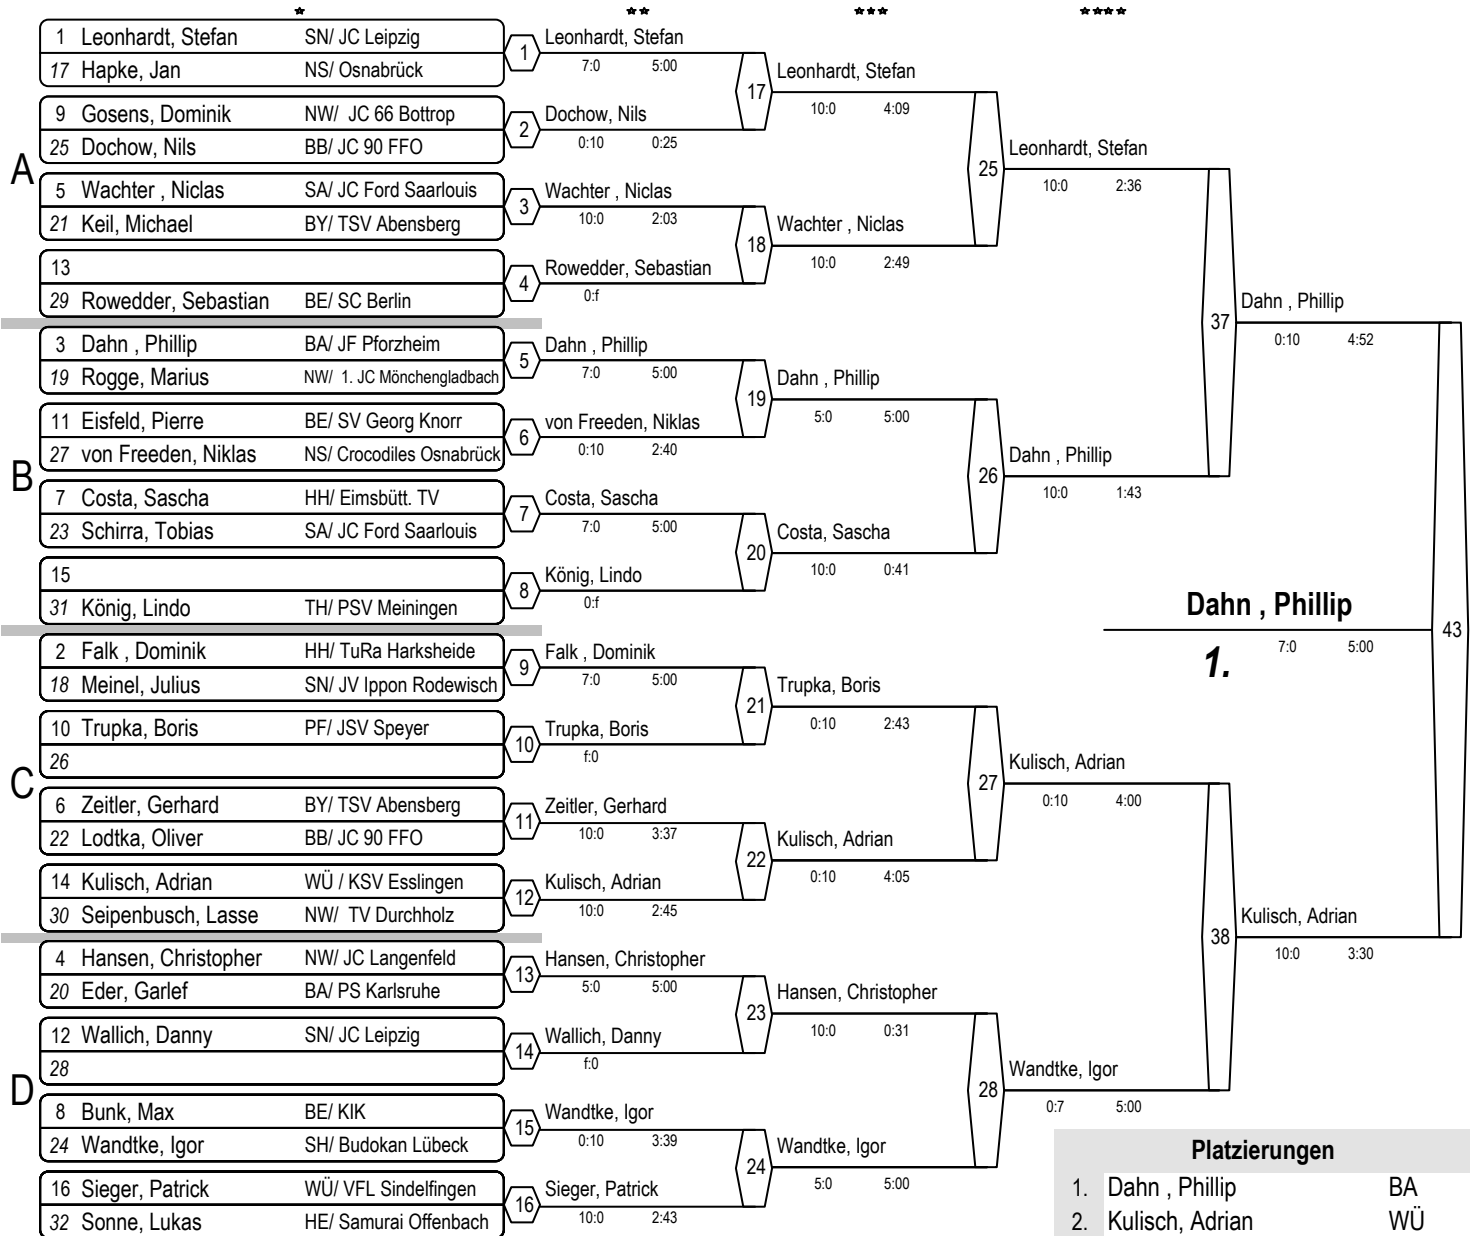 * ** *** ****
A
1 Leonhardt, Stefan SN/ JC Leipzig
17 Hapke, Jan NS/ Osnabrück
9 Gosens, Dominik NW/ JC 66 Bottrop
25 Dochow, Nils BB/ JC 90 FFO
5 Wachter , Niclas SA/ JC Ford Saarlouis
21 Keil, Michael BY/ TSV Abensberg
13
29 Rowedder, Sebastian BE/ SC Berlin
B
3 Dahn , Phillip BA/ JF Pforzheim
19 Rogge, Marius NW/ 1. JC Mönchengladbach
11 Eisfeld, Pierre BE/ SV Georg Knorr
27 von Freeden, Niklas NS/ Crocodiles Osnabrück
7 Costa, Sascha HH/ Eimsbütt. TV
23 Schirra, Tobias SA/ JC Ford Saarlouis
15
31 König, Lindo TH/ PSV Meiningen
C
2 Falk , Dominik HH/ TuRa Harksheide
18 Meinel, Julius SN/ JV Ippon Rodewisch
10 Trupka, Boris PF/ JSV Speyer
26
6 Zeitler, Gerhard BY/ TSV Abensberg
22 Lodtka, Oliver BB/ JC 90 FFO
14 Kulisch, Adrian WÜ / KSV Esslingen
30 Seipenbusch, Lasse NW/ TV Durchholz
D
4 Hansen, Christopher NW/ JC Langenfeld
20 Eder, Garlef BA/ PS Karlsruhe
12 Wallich, Danny SN/ JC Leipzig
28
8 Bunk, Max BE/ KIK
24 Wandtke, Igor SH/ Budokan Lübeck
16 Sieger, Patrick WÜ/ VFL Sindelfingen
32 Sonne, Lukas HE/ Samurai Offenbach
1 Leonhardt, Stefan
7:0 5:00
2 Dochow, Nils
0:10 0:25
3 Wachter , Niclas
10:0 2:03
4 Rowedder, Sebastian
0:f
5 Dahn , Phillip
7:0 5:00
6 von Freeden, Niklas
0:10 2:40
7 Costa, Sascha
7:0 5:00
8 König, Lindo
0:f
9 Falk , Dominik
7:0 5:00
10 Trupka, Boris
f:0
11 Zeitler, Gerhard
10:0 3:37
12 Kulisch, Adrian
10:0 2:45
13 Hansen, Christopher
5:0 5:00
14 Wallich, Danny
f:0
15 Wandtke, Igor
0:10 3:39
16 Sieger, Patrick
10:0 2:43
17 Leonhardt, Stefan
10:0 4:09
18 Wachter , Niclas
10:0 2:49
19 Dahn , Phillip
5:0 5:00
20 Costa, Sascha
10:0 0:41
21 Trupka, Boris
0:10 2:43
22 Kulisch, Adrian
0:10 4:05
23 Hansen, Christopher
10:0 0:31
24 Wandtke, Igor
5:0 5:00
25 Leonhardt, Stefan
10:0 2:36
26 Dahn , Phillip
10:0 1:43
27 Kulisch, Adrian
0:10 4:00
28 Wandtke, Igor
0:7 5:00
37 Dahn , Phillip
0:10 4:52
38 Kulisch, Adrian
10:0 3:30
Dahn , Phillip 43
1. 7:0 5:00
Platzierungen
1. Dahn , Phillip BA
2. Kulisch, Adrian WÜ